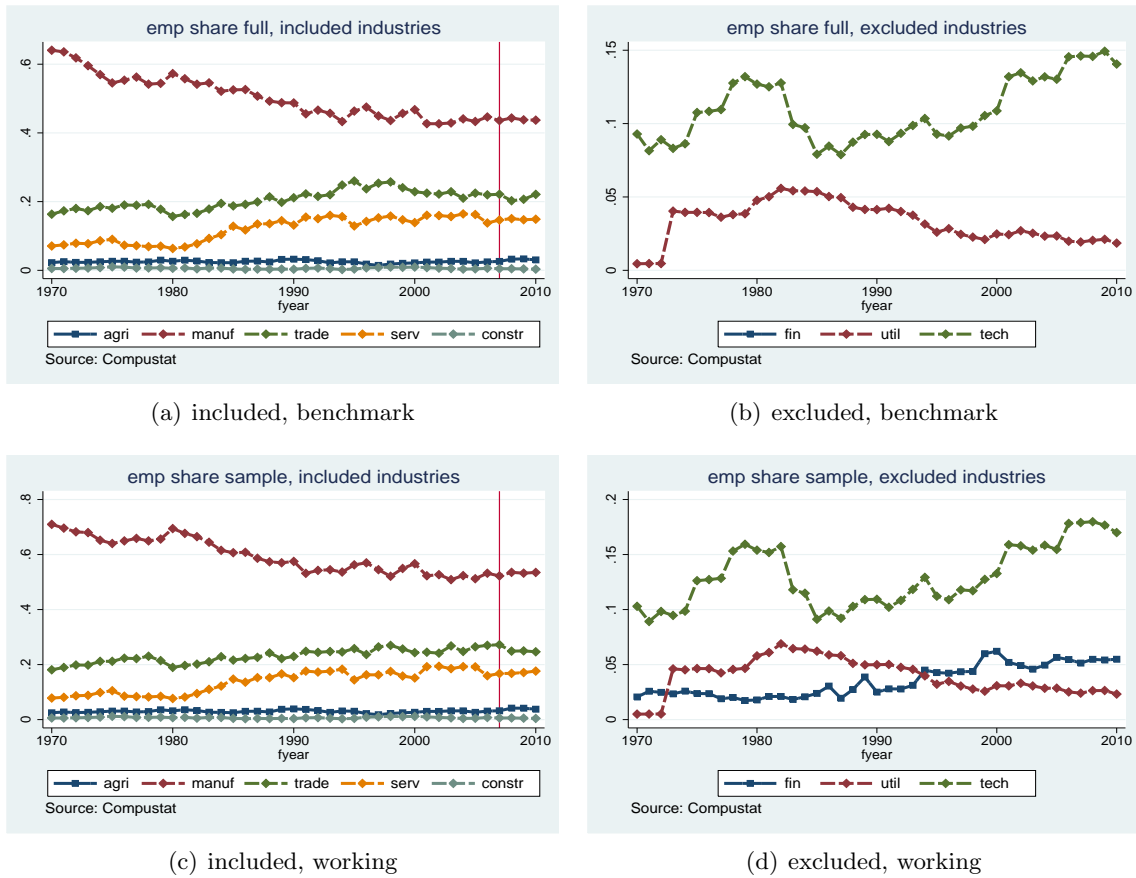 emp share full, included industries
.6
.4
.2
0
1970 1980 1990 2000 2010
fyear
agri manuf trade serv constr
Source: Compustat
(a) included, benchmark
emp share full, excluded industries
.15
.1
.05
0
1970 1980 1990 2000 2010
fyear
fin util tech
Source: Compustat
(b) excluded, benchmark
emp share sample, included industries
.8
.6
.4
.2
0
1970 1980 1990 2000 2010
fyear
agri manuf trade serv constr
Source: Compustat
(c) included, working
emp share sample, excluded industries
.2
.15
.1
.05
0
1970 1980 1990 2000 2010
fyear
fin util tech
Source: Compustat
(d) excluded, working